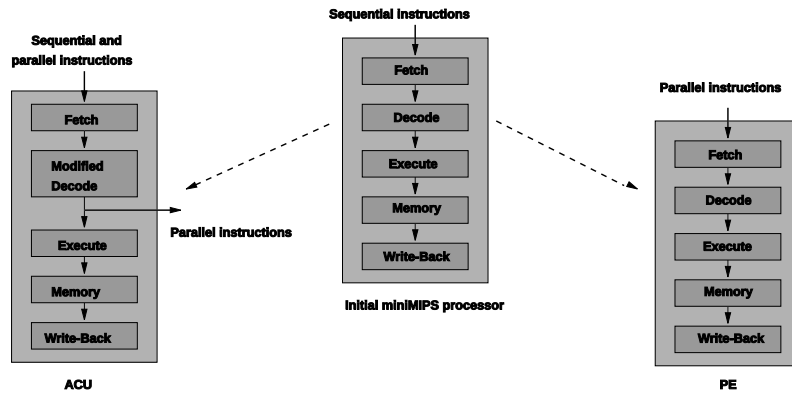 Sequential and
parallel instructions
Fetch
Modified
Decode
Parallel instructions
Execute
Memory
Write-Back
ACU
Sequential instructions
Fetch
Decode
Execute
Memory
Write-Back
Initial miniMIPS processor
Parallel instructions
Fetch
Decode
Execute
Memory
Write-Back
PE